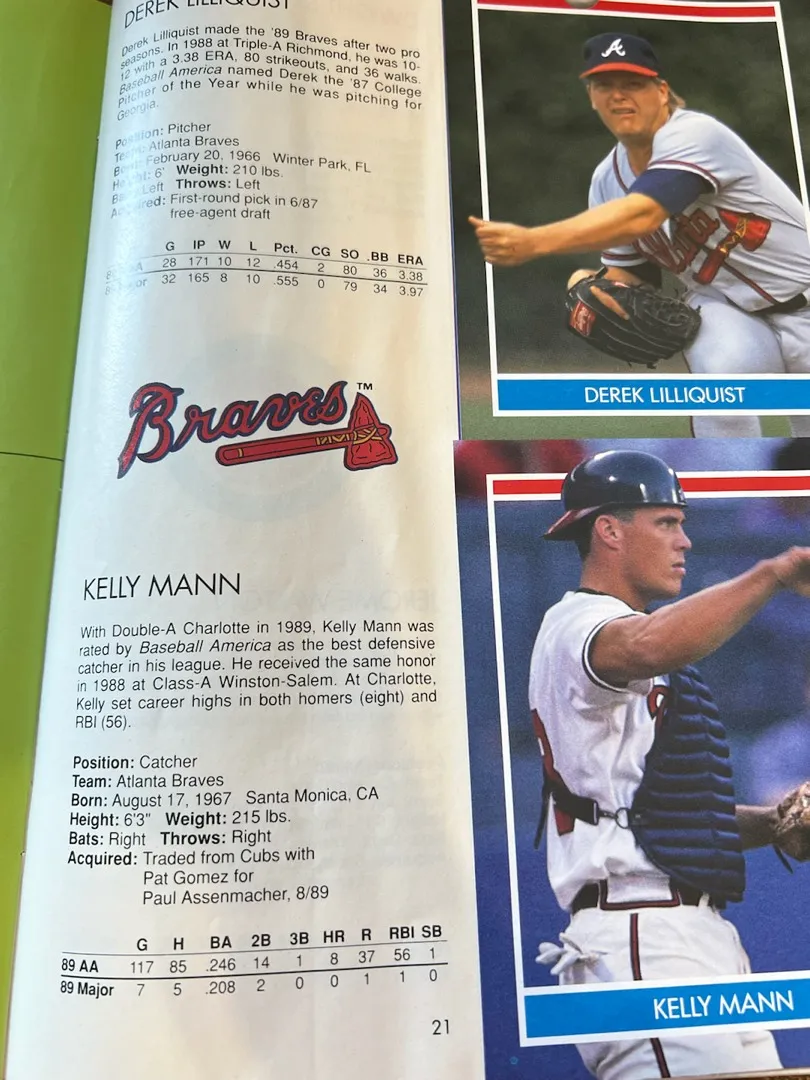 DEREK LILLIQUIST
Derek Lilliquist made the '89 Braves after two pro
seasons. In 1988 at Triple-A Richmond, he was 10-
12 with a 3.38 ERA, 80 strikeouts, and 36 walks.
Baseball America named Derek the '87 College
Pitcher of the Year while he was pitching for
Georgia.
Position: Pitcher
Team: Atlanta Braves
Born: February 20, 1966 Winter Park, FL
Height: 6' Weight: 210 lbs.
Bats: Left Throws: Left
Acquired: First-round pick in 6/87
free-agent draft
G IP W L Pct. CG SO BB ERA
28 171 10 12 .454 2 80 36 3.38
32 165 8 10 .555 0 79 34 3.97
Braves TM
KELLY MANN
With Double-A Charlotte in 1989, Kelly Mann was
rated by Baseball America as the best defensive
catcher in his league. He received the same honor
in 1988 at Class-A Winston-Salem. At Charlotte,
Kelly set career highs in both homers (eight) and
RBI (56).
Position: Catcher
Team: Atlanta Braves
Born: August 17, 1967 Santa Monica, CA
Height: 6'3" Weight: 215 lbs.
Bats: Right Throws: Right
Acquired: Traded from Cubs with
Pat Gomez for
Paul Assenmacher, 8/89
G H BA 2B 3B HR R RBI SB
89 AA 117 85 .246 14 1 8 37 56 1
89 Major 7 5 .208 2 0 0 1 1 0
21
A
Atlanta
DEREK LILLIQUIST
KELLY MANN